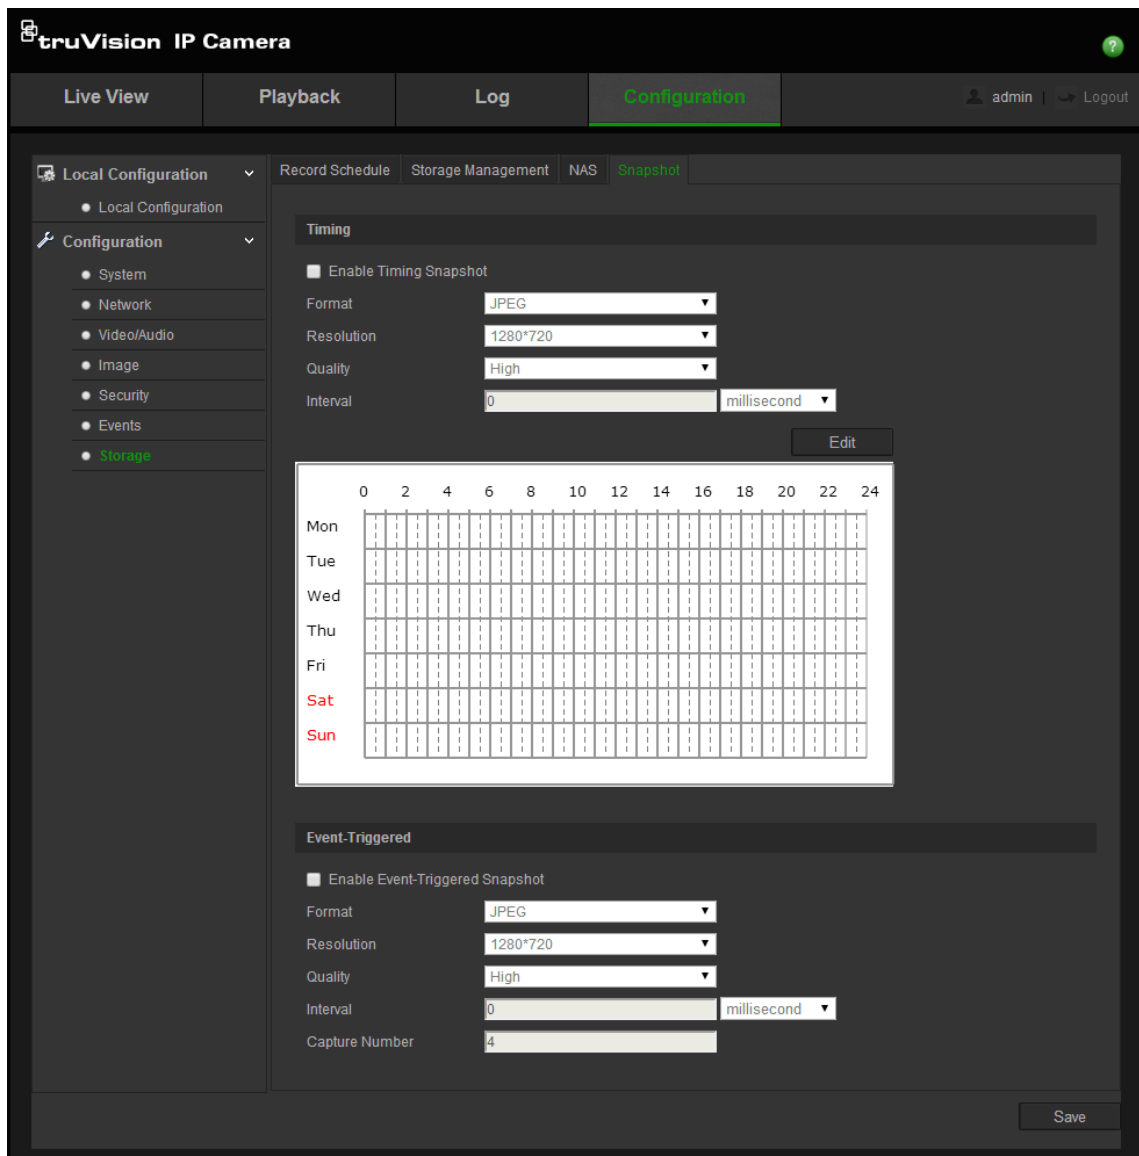 truVision IP Camera
?
Live View Playback Log Configuration admin | Logout
Local Configuration
Local Configuration
Configuration
System
Network
Video/Audio
Image
Security
Events
Storage
Record Schedule Storage Management NAS Snapshot
Timing
Enable Timing Snapshot
Format JPEG
Resolution 1280*720
Quality High
Interval 0 millisecond
Edit
0 2 4 6 8 10 12 14 16 18 20 22 24
Mon
Tue
Wed
Thu
Fri
Sat
Sun
Event-Triggered
Enable Event-Triggered Snapshot
Format JPEG
Resolution 1280*720
Quality High
Interval 0 millisecond
Capture Number 4
Save